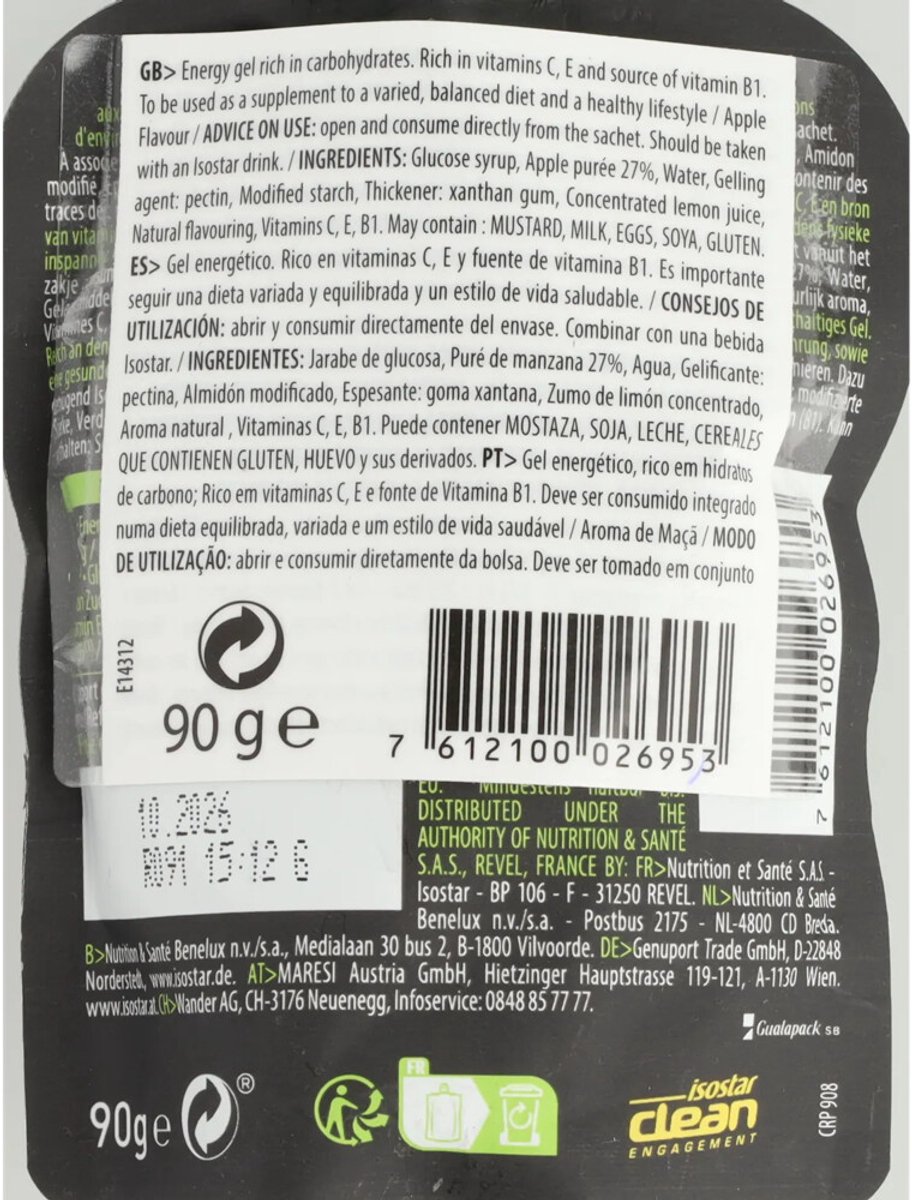 GB> Energy gel rich in carbohydrates. Rich in vitamins C, E and source of vitamin B1.
To be used as a supplement to a varied, balanced diet and a healthy lifestyle / Apple
Flavour / ADVICE ON USE: open and consume directly from the sachet. Should be taken
with an Isostar drink. / INGREDIENTS: Glucose syrup, Apple purée 27%, Water, Gelling
agent: pectin, Modified starch, Thickener: xanthan gum, Concentrated lemon juice,
Natural flavouring, Vitamins C, E, B1. May contain : MUSTARD, MILK, EGGS, SOYA, GLUTEN.
ES> Gel energético. Rico en vitaminas C, E y fuente de vitamina B1. Es importante
seguir una dieta variada y equilibrada y un estilo de vida saludable. / CONSEJOS DE
UTILIZACIÓN: abrir y consumir directamente del envase. Combinar con una bebida
Isostar. / INGREDIENTES: Jarabe de glucosa, Puré de manzana 27%, Agua, Gelificante:
pectina, Almidón modificado, Espesante: goma xantana, Zumo de limón concentrado,
Aroma natural , Vitaminas C, E, B1. Puede contener MOSTAZA, SOJA, LECHE, CEREALES
QUE CONTIENEN GLUTEN, HUEVO y sus derivados. PT> Gel energético, rico em hidratos
de carbono; Rico em vitaminas C, E e fonte de Vitamina B1. Deve ser consumido integrado
numa dieta equilibrada, variada e um estilo de vida saudável / Aroma de Maçã / MODO
DE UTILIZAÇÃO: abrir e consumir diretamente da bolsa. Deve ser tomado em conjunto
E14312
90 g e
7 612100 026953
7 612100 026953
10.2026
R091 15:12 G
EU: Mindestens haltbar bis:
DISTRIBUTED UNDER THE
AUTHORITY OF NUTRITION & SANTÉ
S.A.S., REVEL, FRANCE BY: FR>Nutrition et Santé S.A.S. -
Isostar - BP 106 - F - 31250 REVEL. NL>Nutrition & Santé
Benelux n.v./s.a. - Postbus 2175 - NL-4800 CD Breda.
B>Nutrition & Santé Benelux n.v./s.a., Medialaan 30 bus 2, B-1800 Vilvoorde. DE>Genuport Trade GmbH, D-22848
Norderstedt, www.isostar.de. AT>MARESI Austria GmbH, Hietzinger Hauptstrasse 119-121, A-1130 Wien.
www.isostar.at. CH>Wander AG, CH-3176 Neuenegg, Infoservice: 0848 85 77 77.
Gualapack SB
90g e
®
FR
isostar
clean
ENGAGEMENT
CRP 908